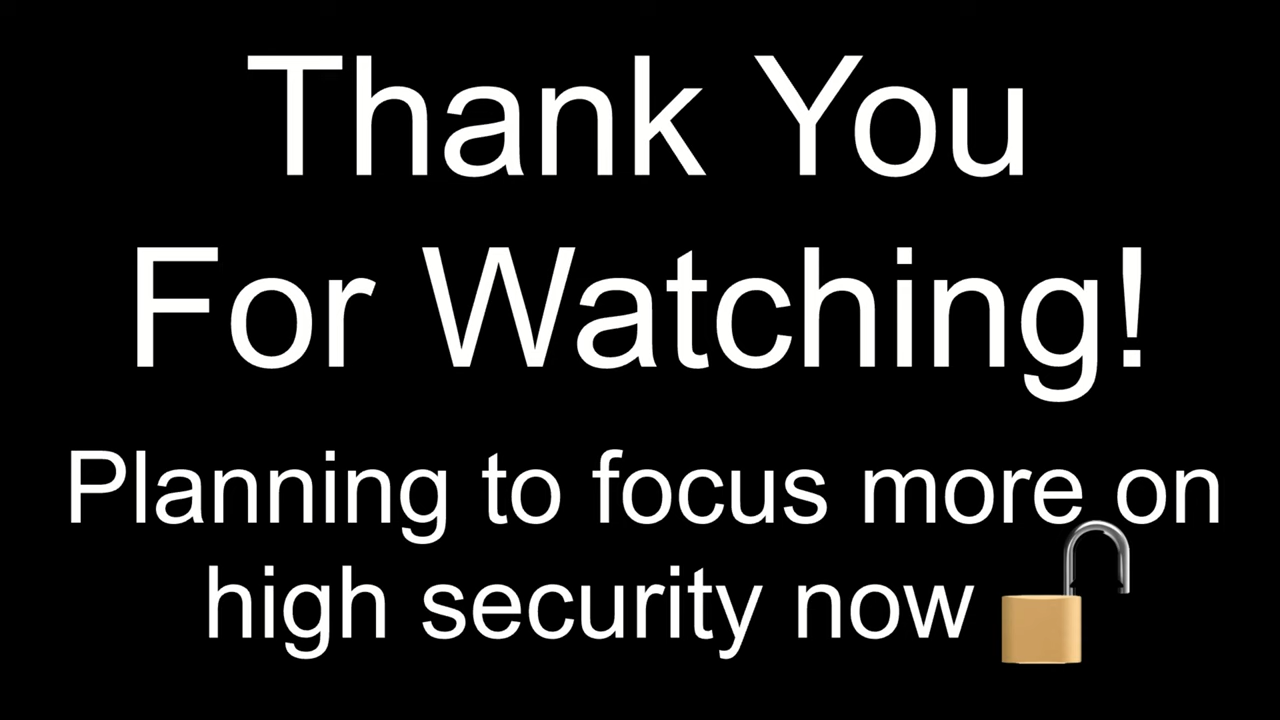 Thank You
For Watching!
Planning to focus more on
high security now 🔓